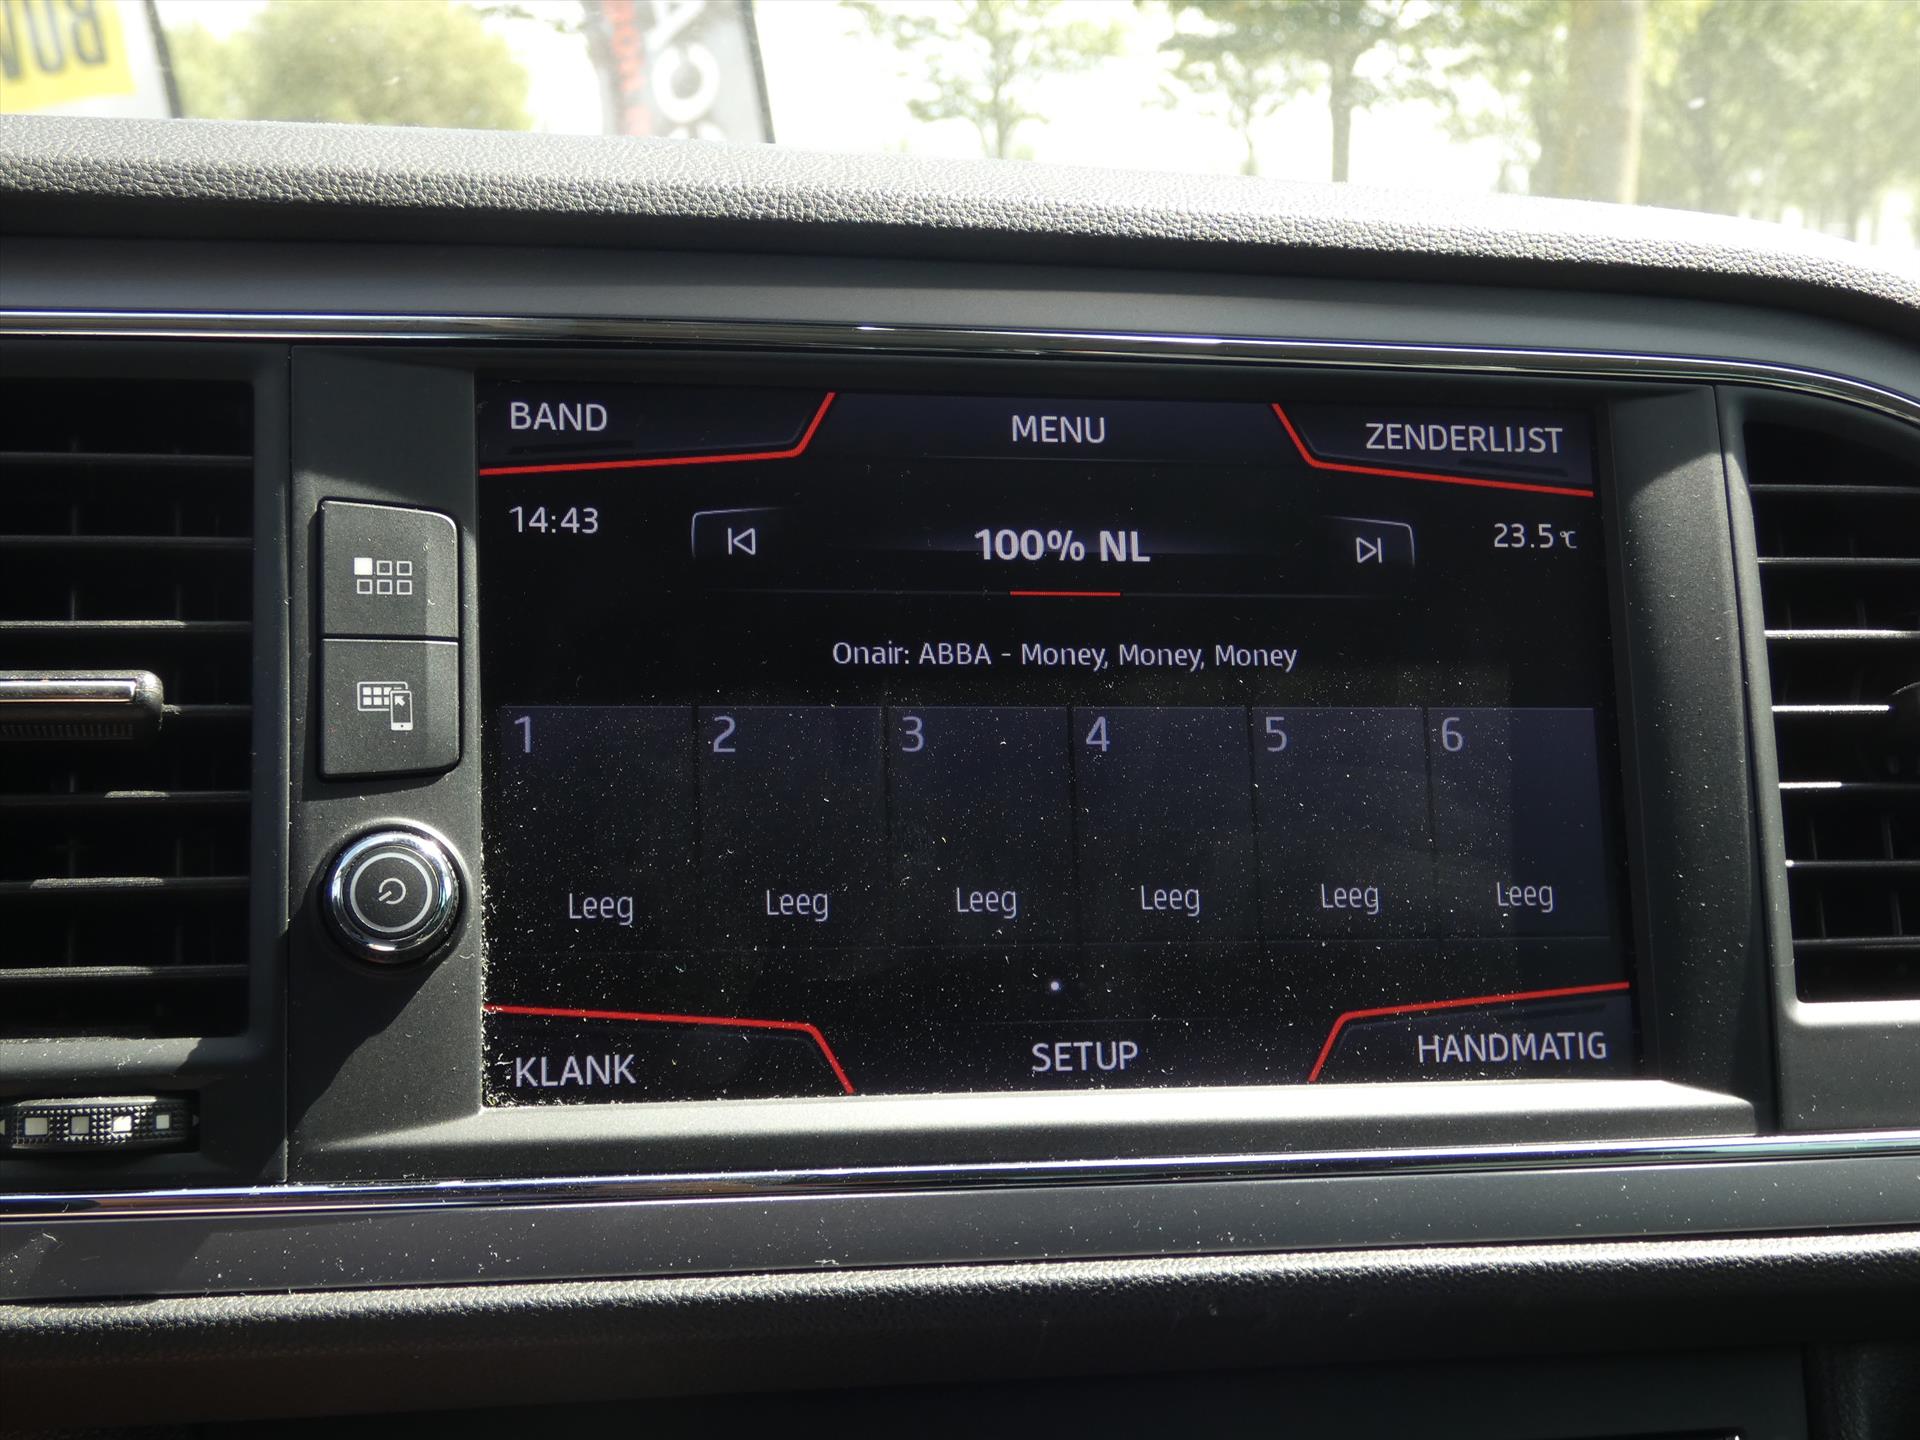 BAND
MENU
ZENDERLIJST
14:43
100% NL
23.5°C
Onair: ABBA - Money, Money, Money
1
2
3
4
5
6
Leeg
Leeg
Leeg
Leeg
Leeg
Leeg
KLANK
SETUP
HANDMATIG